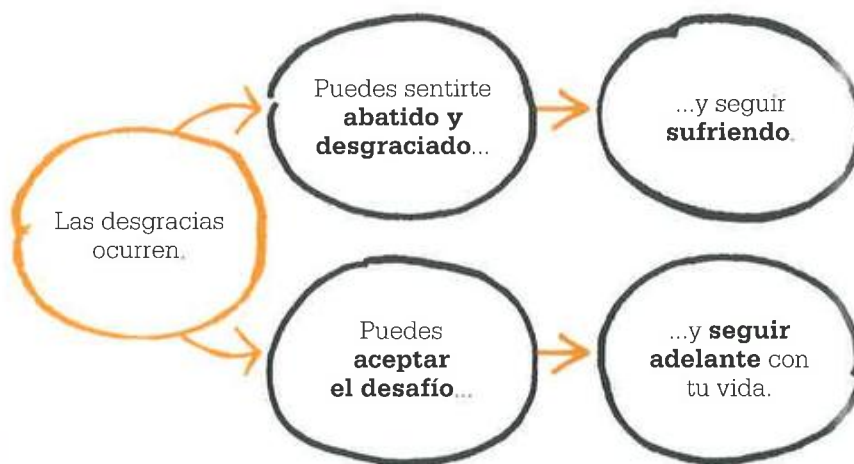 Las desgracias
ocurren.
Puedes sentirte
abatido y
desgraciado...
...y seguir
sufriendo.
Puedes
aceptar
el desafío...
...y seguir
adelante con
tu vida.